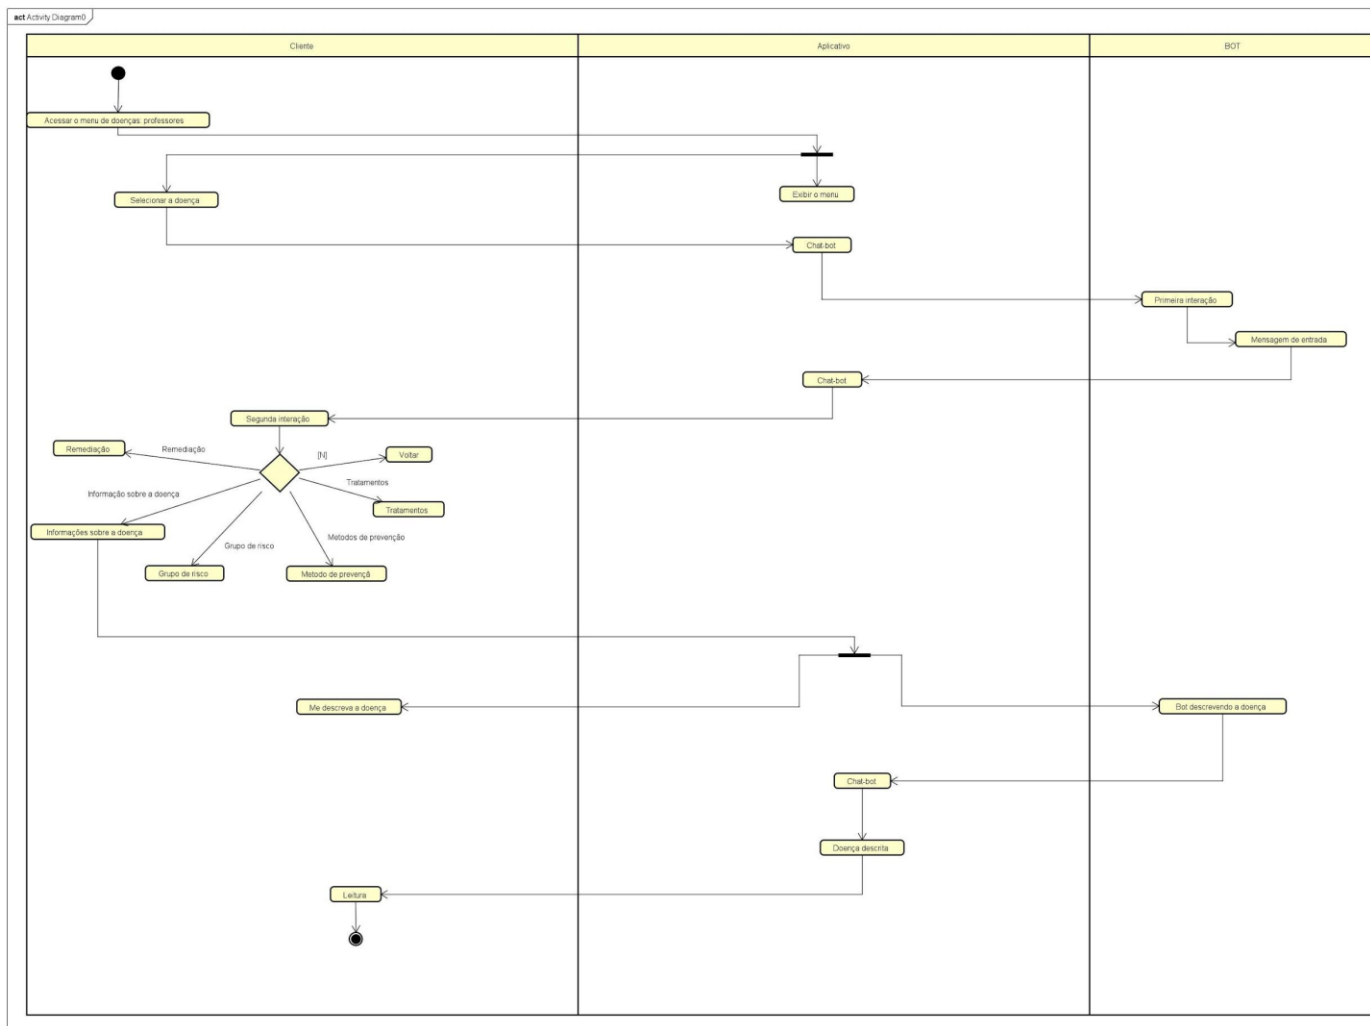 act Activity Diagram0
Cliente
Aplicativo
BOT
Acessar o menu de doenças professores
Selecionar a doença
Exibir o menu
Chat-bot
Primeira interação
Mensagem de entrada
Chat-bot
Segunda interação
Remediação
Remediação
[N]
Voltar
Tratamentos
Tratamentos
Informação sobre a doença
Informações sobre a doença
Metodos de prevenção
Grupo de risco
Grupo de risco
Metodo de prevençã
Me descreva a doença
Bot descrevendo a doença
Chat-bot
Doença descrita
Leitura